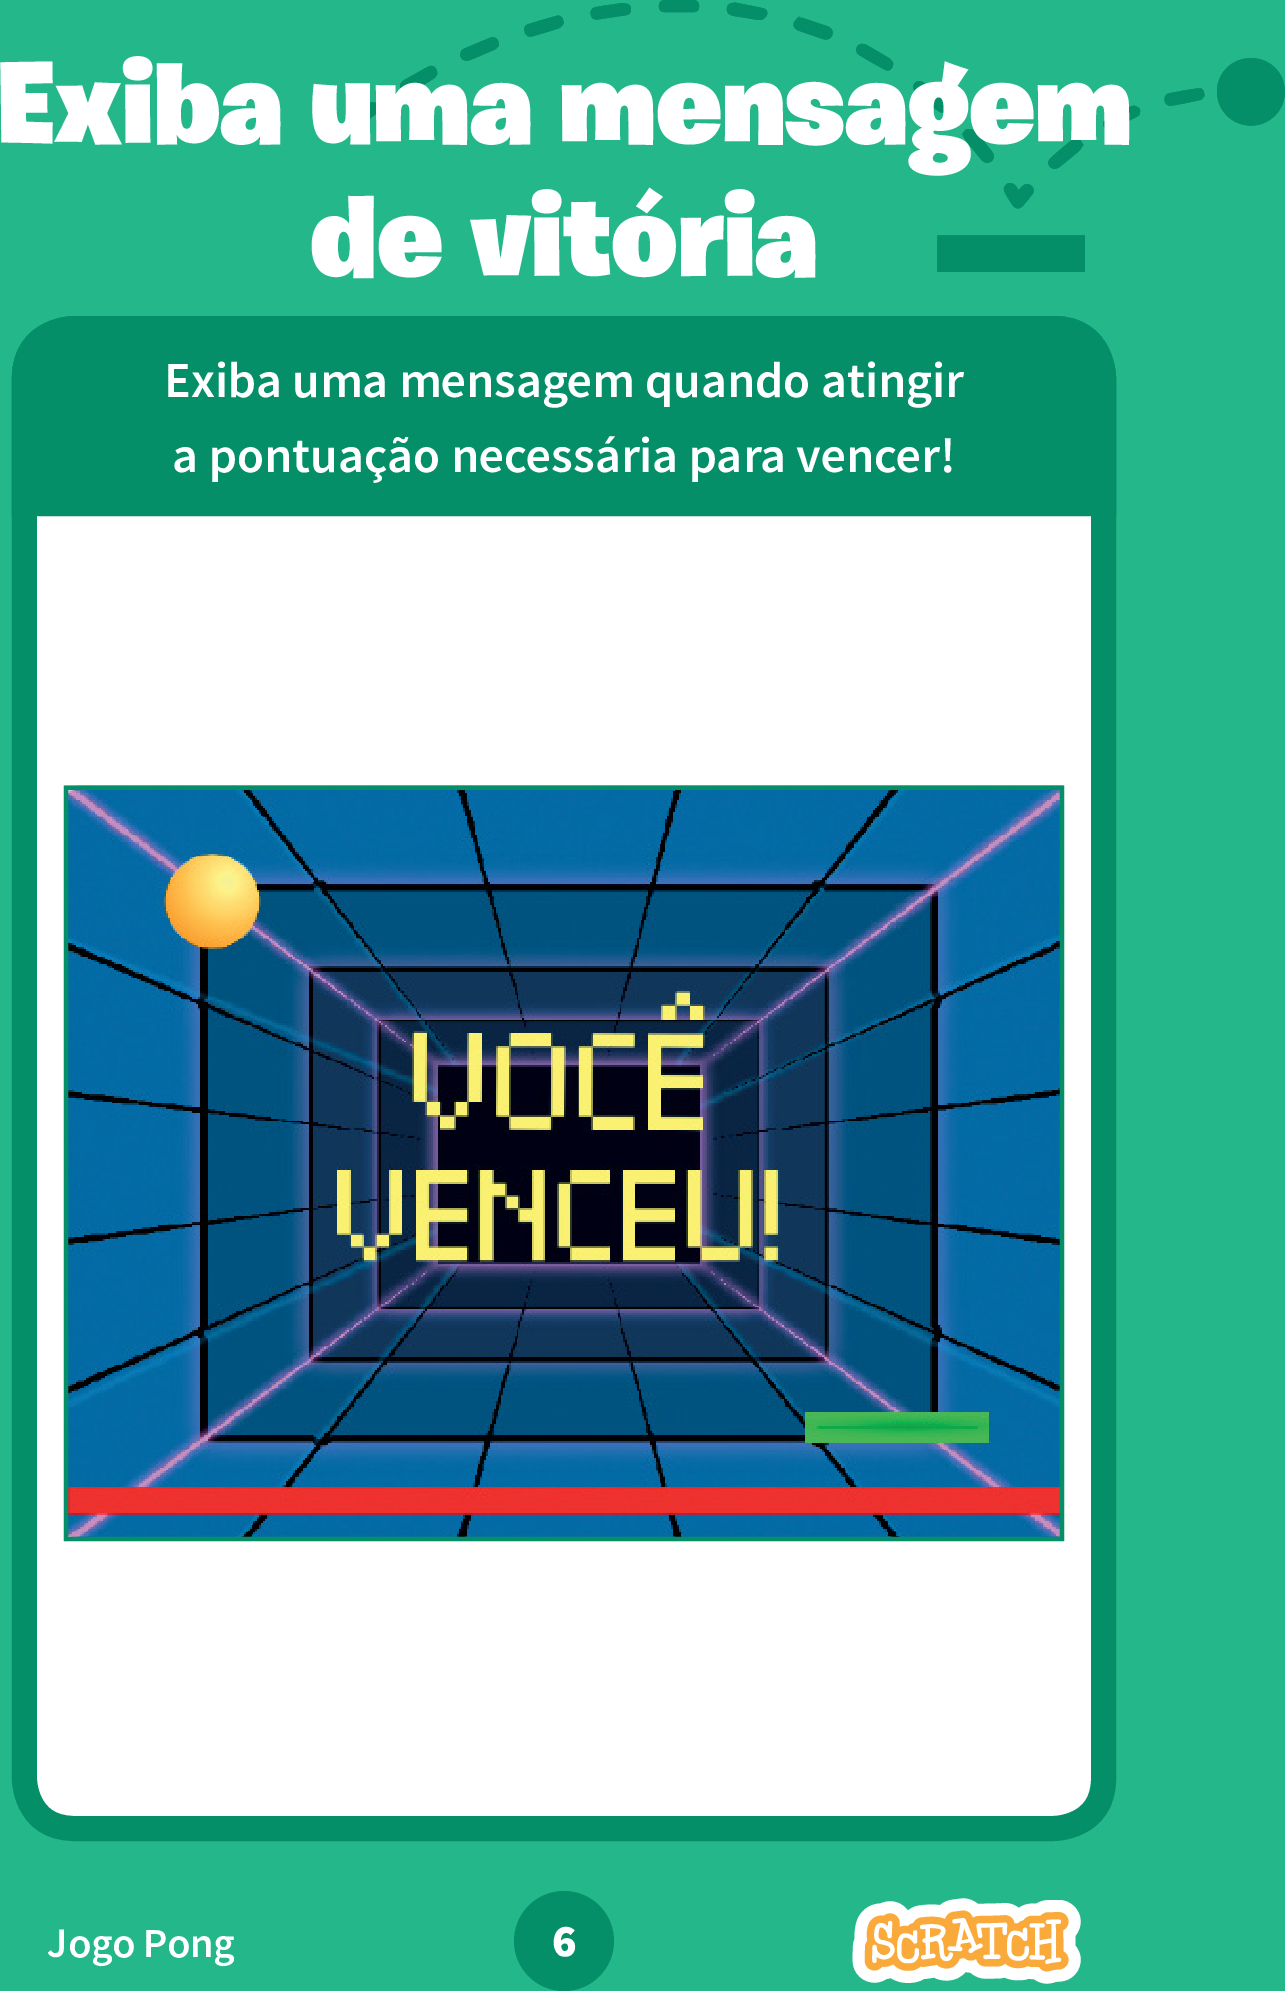 Exiba uma mensagem
de vitória
Exiba uma mensagem quando atingir
a pontuação necessária para vencer!
VOCÊ
VENCEU!
Jogo Pong
6
SCRATCH